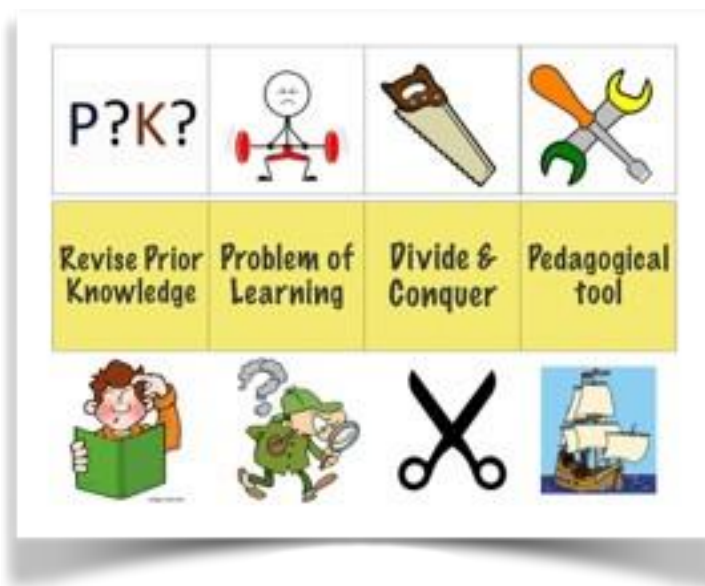 P?K?
Revise Prior
Knowledge
Problem of
Learning
Divide &
Conquer
Pedagogical
tool